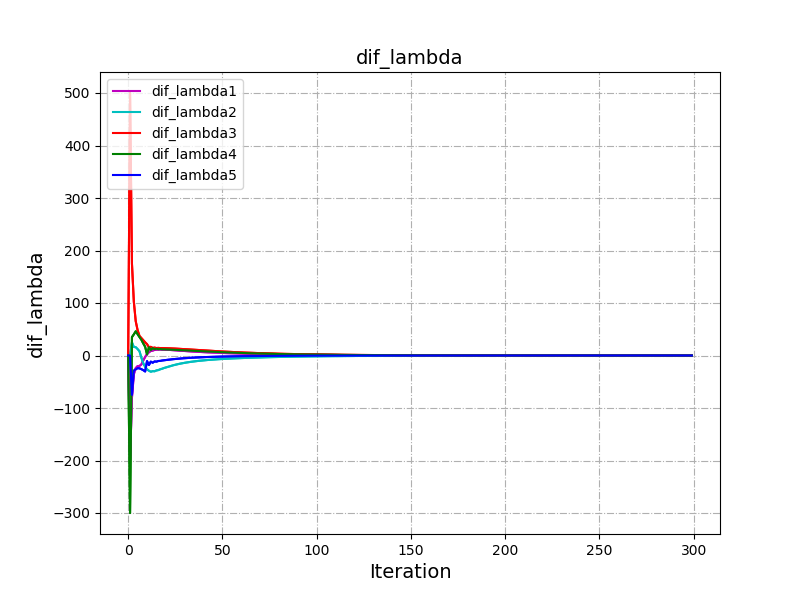 dif_lambda
dif_lambda1
dif_lambda2
dif_lambda3
dif_lambda4
dif_lambda5
500
400
300
200
100
0
−100
−200
−300
dif_lambda
0
50
100
150
200
250
300
Iteration